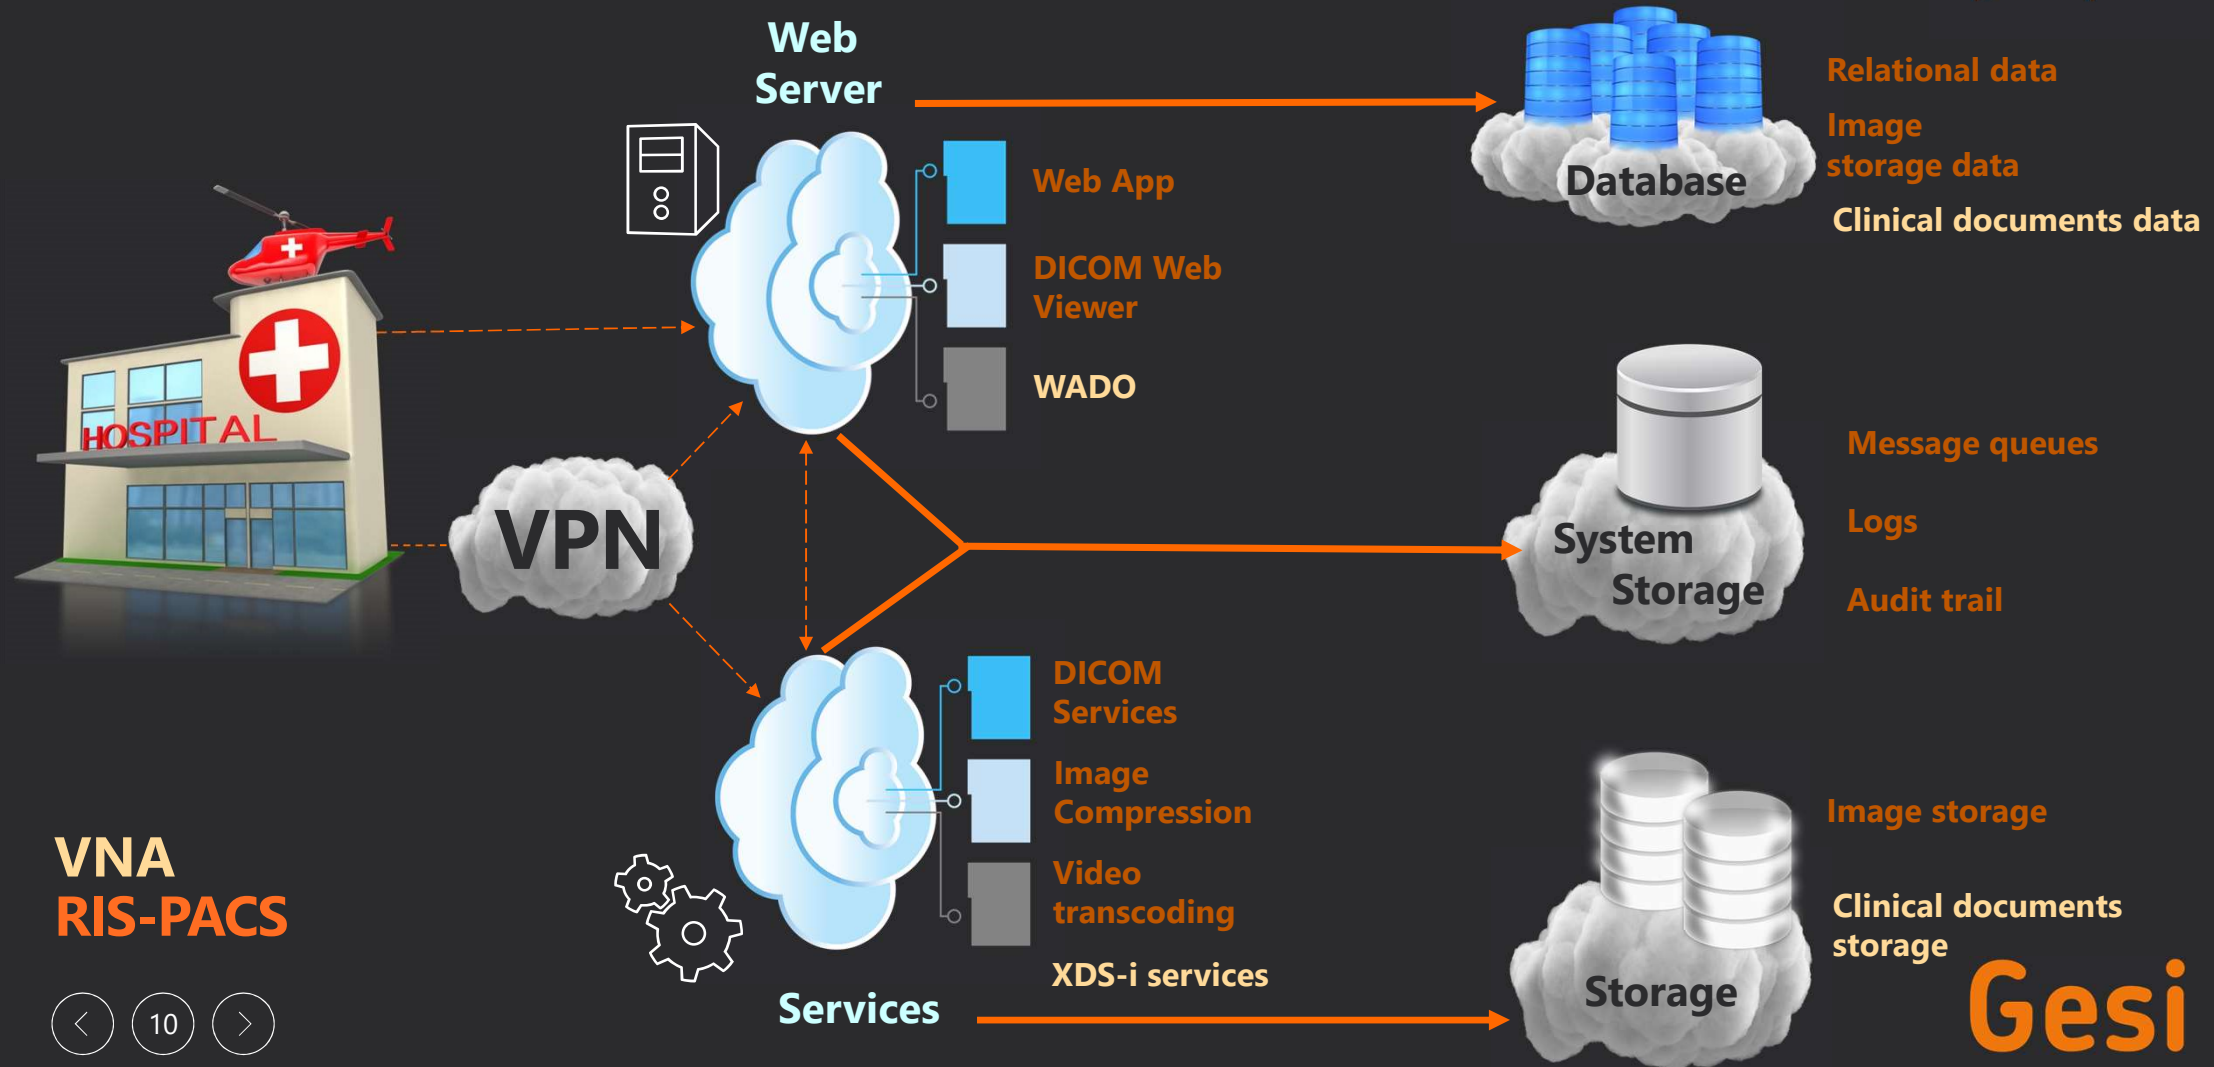 Web
Server
Web App
DICOM Web
Viewer
WADO
Database
Relational data
Image
storage data
Clinical documents data
HOSPITAL
VPN
System
Storage
Message queues
Logs
Audit trail
DICOM
Services
Image
Compression
Video
transcoding
XDS-i services
Services
Storage
Image storage
Clinical documents
storage
VNA
RIS-PACS
10
Gesi